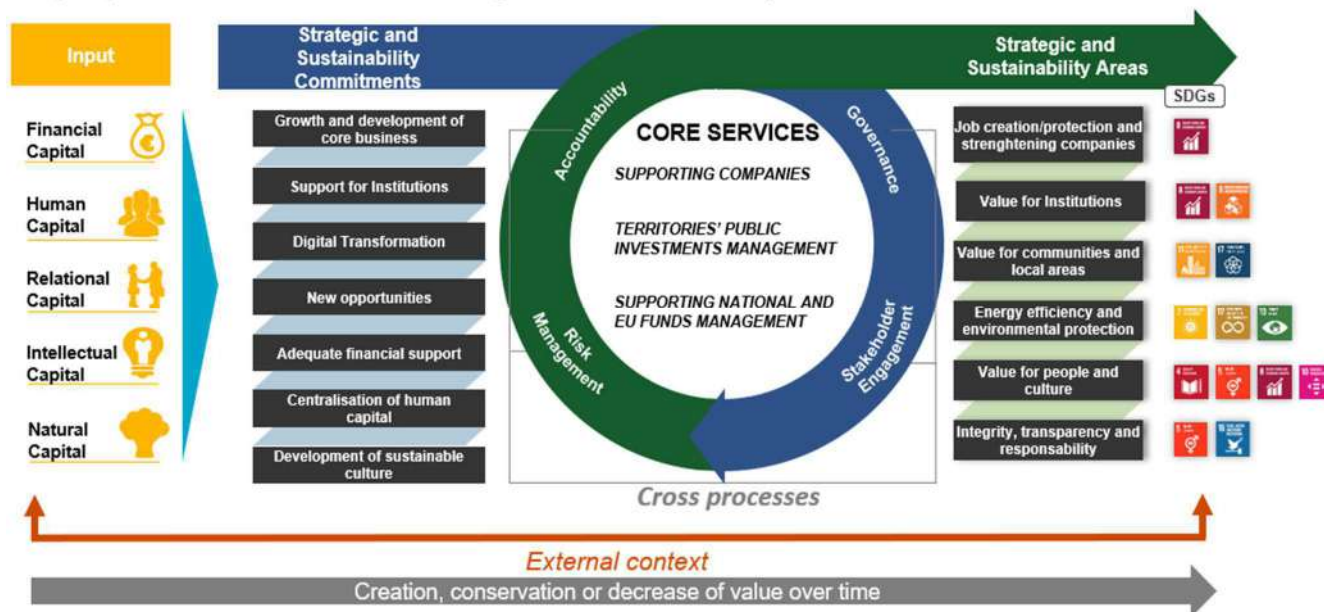 Input
Strategic and
Sustainability
Commitments
Strategic and
Sustainability Areas
SDGs
Financial
Capital
Human
Capital
Relational
Capital
Intellectual
Capital
Natural
Capital
Growth and development of
core business
Support for Institutions
Digital Transformation
New opportunities
Adequate financial support
Centralisation of human
capital
Development of sustainable
culture
Accountability
Governance
Risk
Management
Stakeholder
Engagement
CORE SERVICES
SUPPORTING COMPANIES
TERRITORIES' PUBLIC
INVESTMENTS MANAGEMENT
SUPPORTING NATIONAL AND
EU FUNDS MANAGEMENT
Cross processes
Job creation/protection and
strenghtening companies
Value for Institutions
Value for communities and
local areas
Energy efficiency and
environmental protection
Value for people and
culture
Integrity, transparency and
responsability
External context
Creation, conservation or decrease of value over time